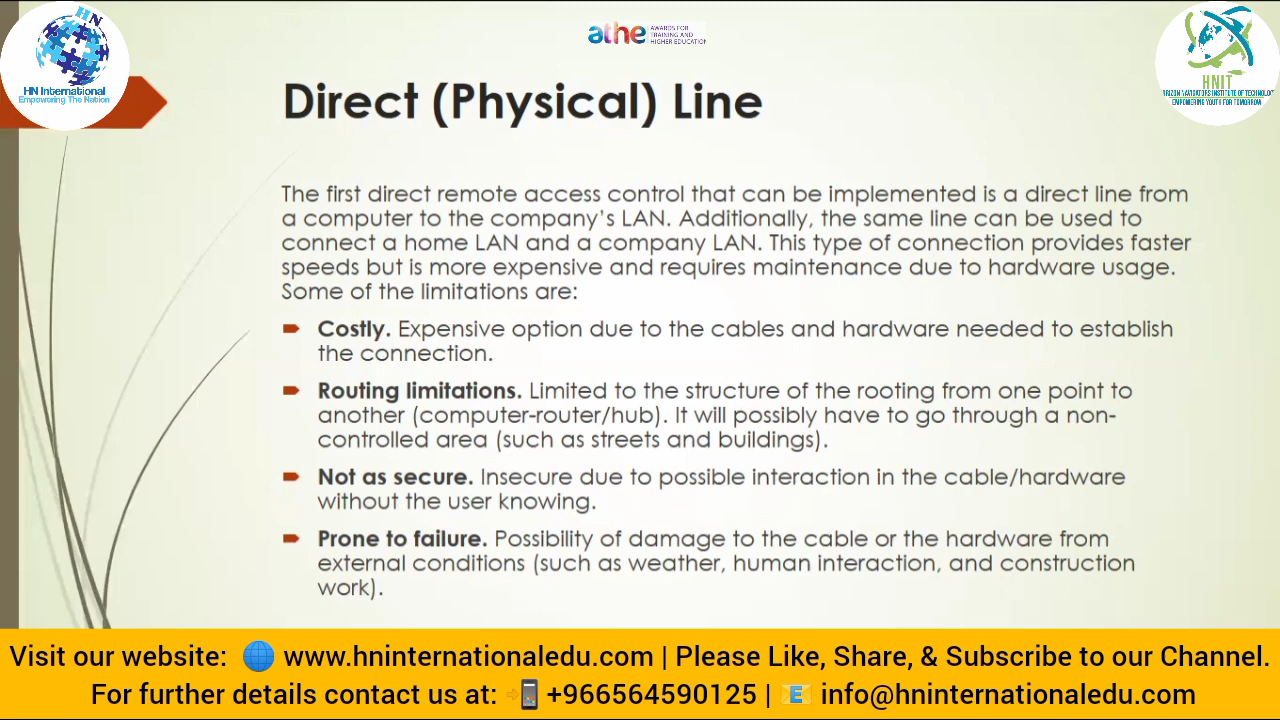 HN
HN International
Empowering The Nation
athe
AWARDS FOR
TRAINING AND
HIGHER EDUCATION
HNIT
EMPOWERING YOUTH FOR TOMORROW
Direct (Physical) Line
The first direct remote access control that can be implemented is a direct line from
a computer to the company's LAN. Additionally, the same line can be used to
connect a home LAN and a company LAN. This type of connection provides faster
speeds but is more expensive and requires maintenance due to hardware usage.
Some of the limitations are:
Costly. Expensive option due to the cables and hardware needed to establish
the connection.
Routing limitations. Limited to the structure of the rooting from one point to
another (computer-router/hub). It will possibly have to go through a non-
controlled area (such as streets and buildings).
Not as secure. Insecure due to possible interaction in the cable/hardware
without the user knowing.
Prone to failure. Possibility of damage to the cable or the hardware from
external conditions (such as weather, human interaction, and construction
work).
Visit our website: 🌐 www.hninternationaledu.com | Please Like, Share, & Subscribe to our Channel.
For further details contact us at: 📲 +966564590125 | 📧 info@hninternationaledu.com